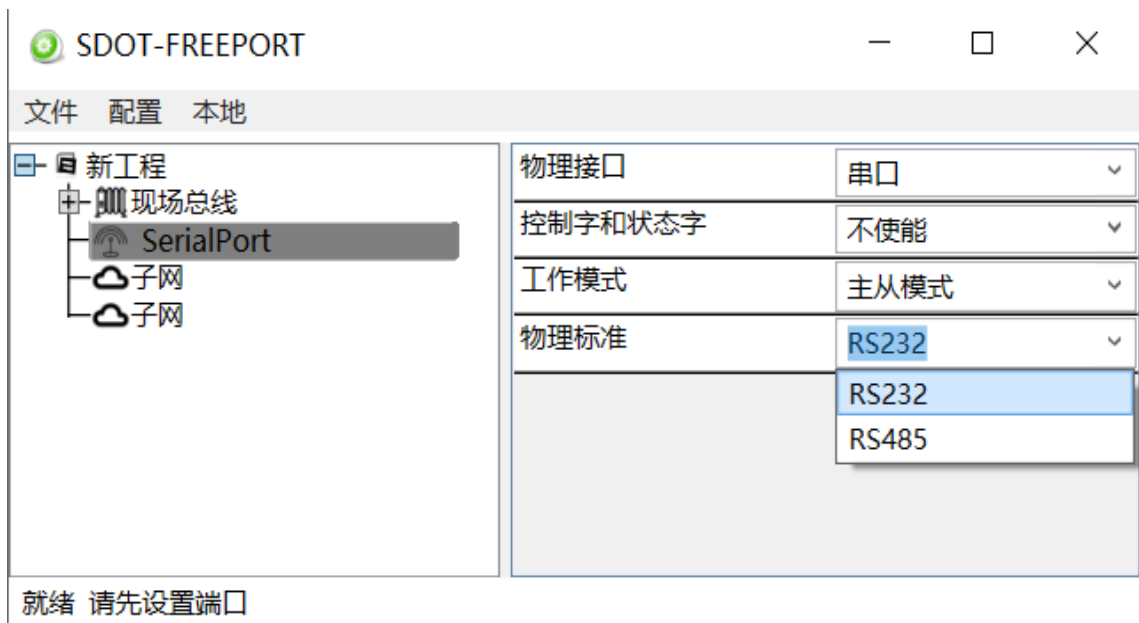 SDOT-FREEPORT
文件 配置 本地
新工程
现场总线
SerialPort
子网
子网
物理接口 串口
控制字和状态字 不使能
工作模式 主从模式
物理标准 RS232
RS232
RS485
就绪 请先设置端口